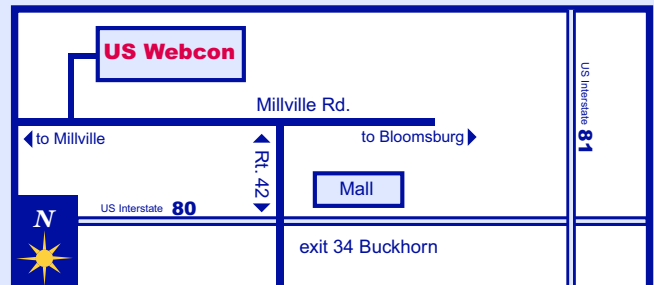 US Webcon
Millville Rd.
to Millville
to Bloomsburg
Rt. 42
US Interstate 81
Mall
US Interstate 80
N
exit 34 Buckhorn